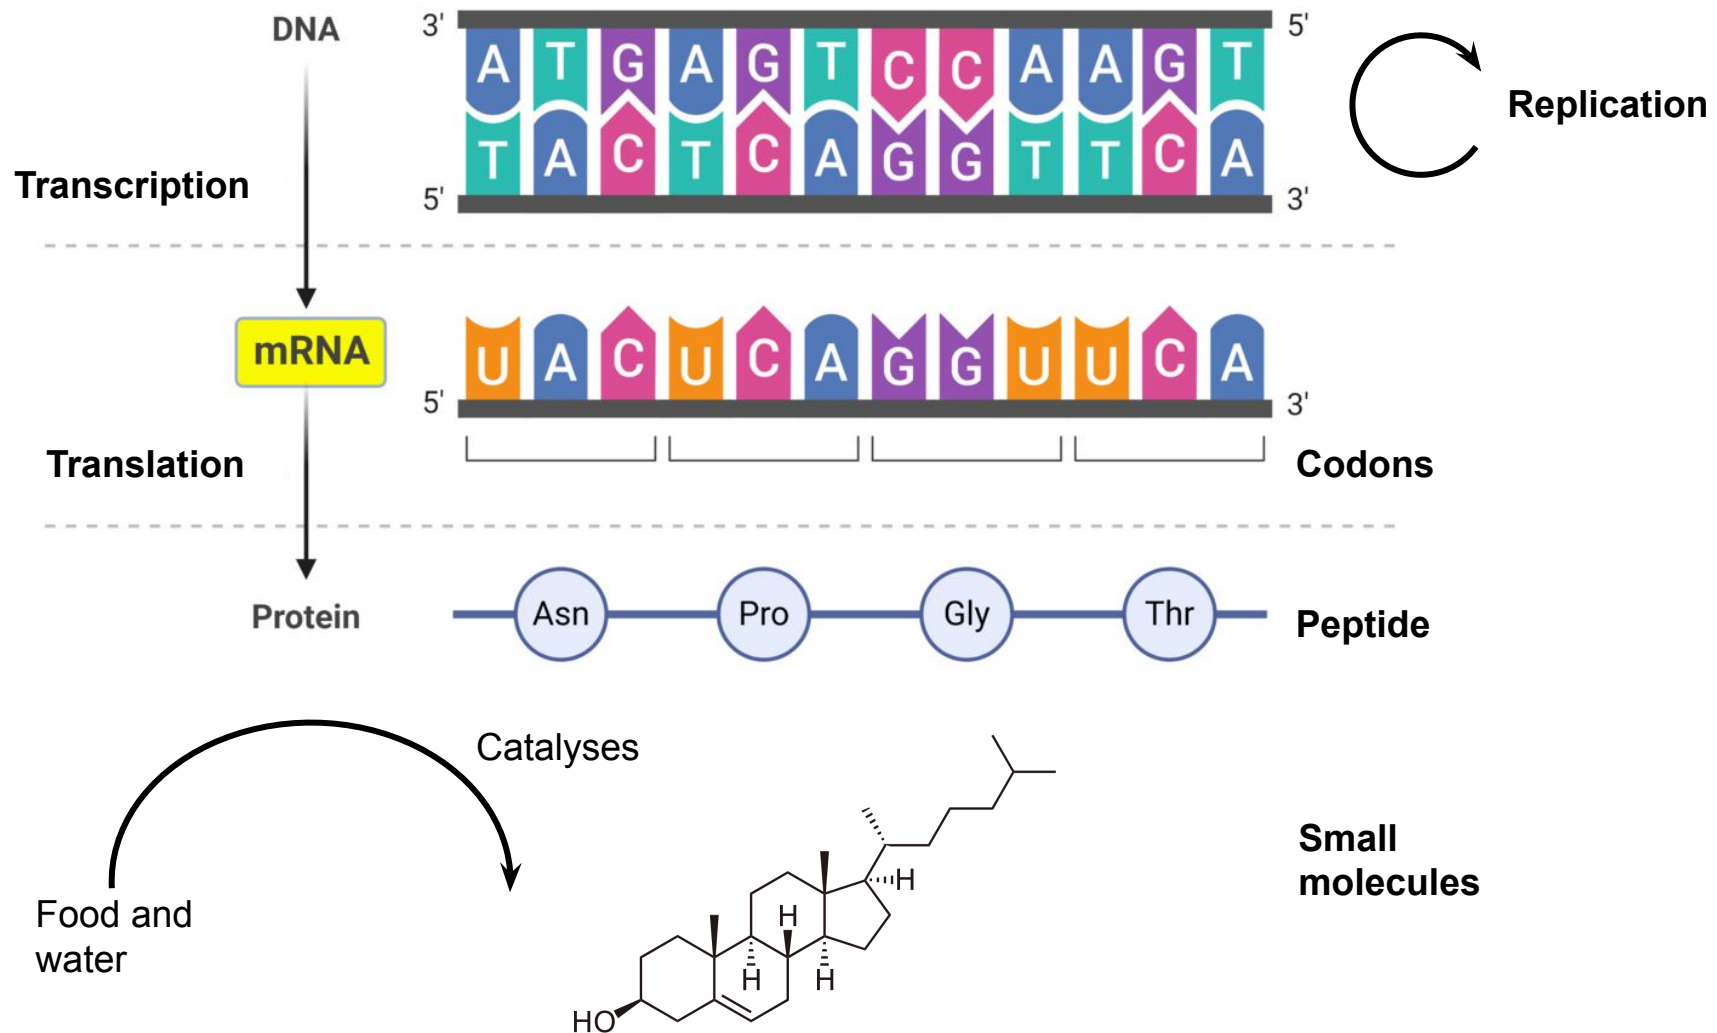 DNA
3' 5'
A T G A G T C C A A G T
Replication
T A C T C A G G T T C A
Transcription
5' 3'
mRNA
U A C U C A G G U U C A
5' 3'
Translation
Codons
Protein
Asn Pro Gly Thr
Peptide
Catalyses
Small
molecules
H
Food and
water
H
H H
HO